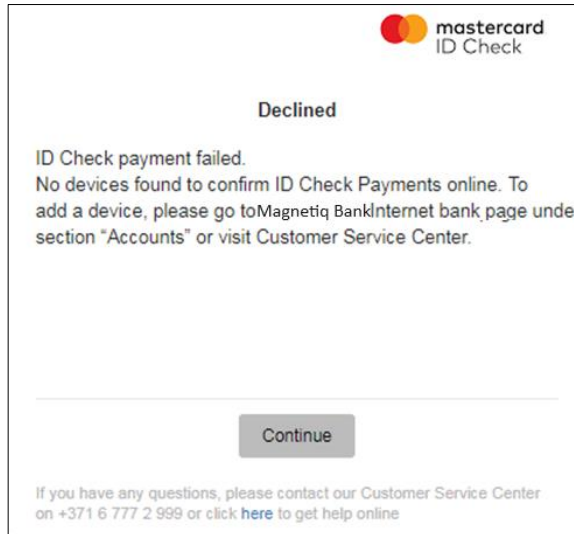 mastercard
ID Check
Declined
ID Check payment failed.
No devices found to confirm ID Check Payments online. To
add a device, please go toMagnetiq BankInternet bank page unde
section “Accounts” or visit Customer Service Center.
Continue
If you have any questions, please contact our Customer Service Center
on +371 6 777 2 999 or click here to get help online